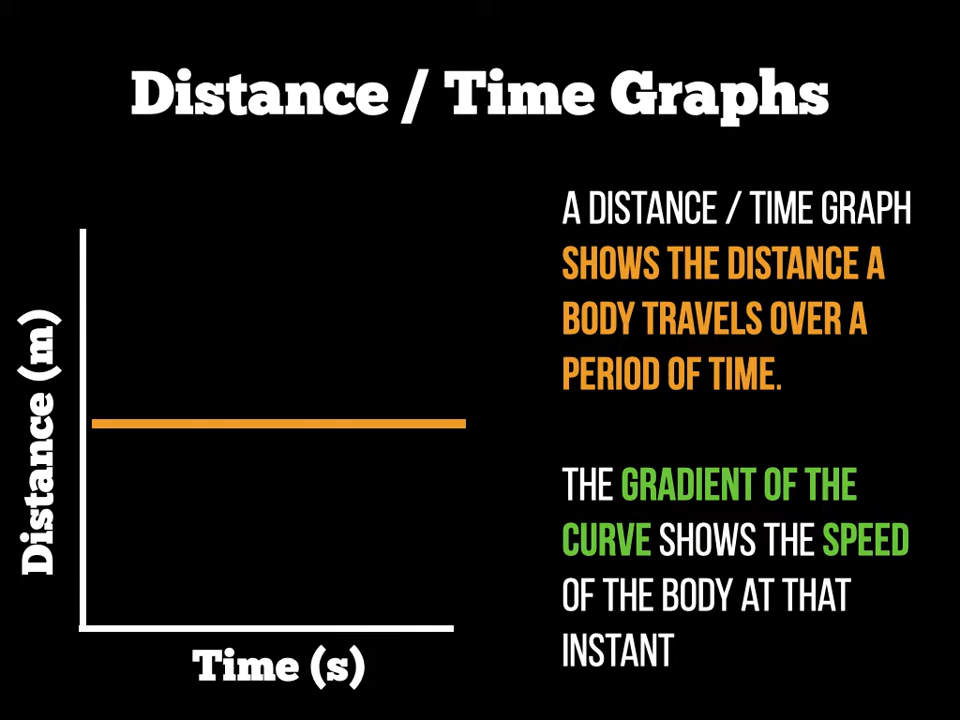 Distance / Time Graphs
A DISTANCE / TIME GRAPH
SHOWS THE DISTANCE A
BODY TRAVELS OVER A
PERIOD OF TIME.
THE GRADIENT OF THE
CURVE SHOWS THE SPEED
OF THE BODY AT THAT
INSTANT
Distance (m)
Time (s)